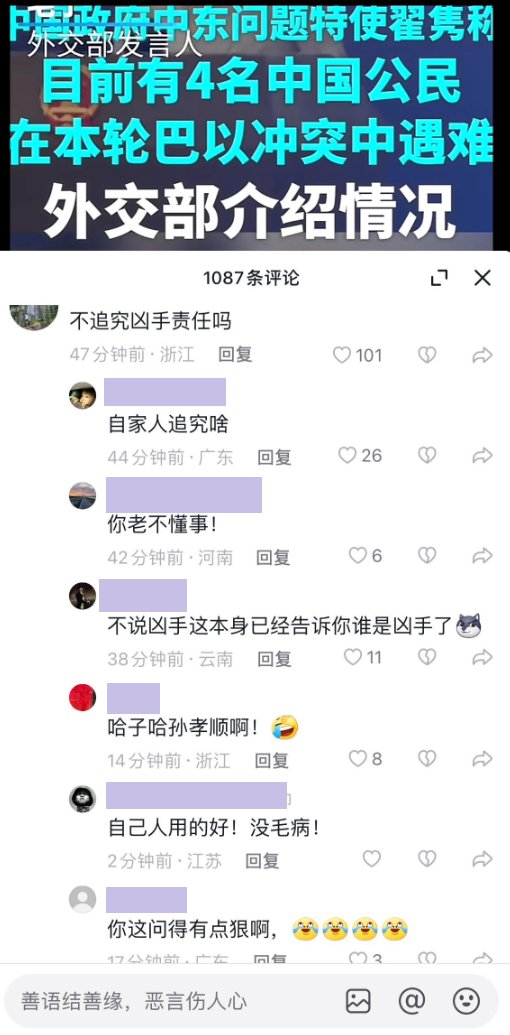 中国政府中东问题特使翟隽称
外交部发言人
目前有4名中国公民
在本轮巴以冲突中遇难
外交部介绍情况
1087条评论
不追究凶手责任吗
47分钟前·浙江 回复 101
自家人追究啥
44分钟前·广东 回复 26
你老不懂事！
42分钟前·河南 回复 6
不说凶手这本身已经告诉你谁是凶手了
38分钟前·云南 回复 11
哈子哈孙孝顺啊！
14分钟前·浙江 回复 8
自己人用的好！没毛病！
2分钟前·江苏 回复
你这问得有点狠啊，
17分钟前·广东 回复 3
善语结善缘，恶言伤人心